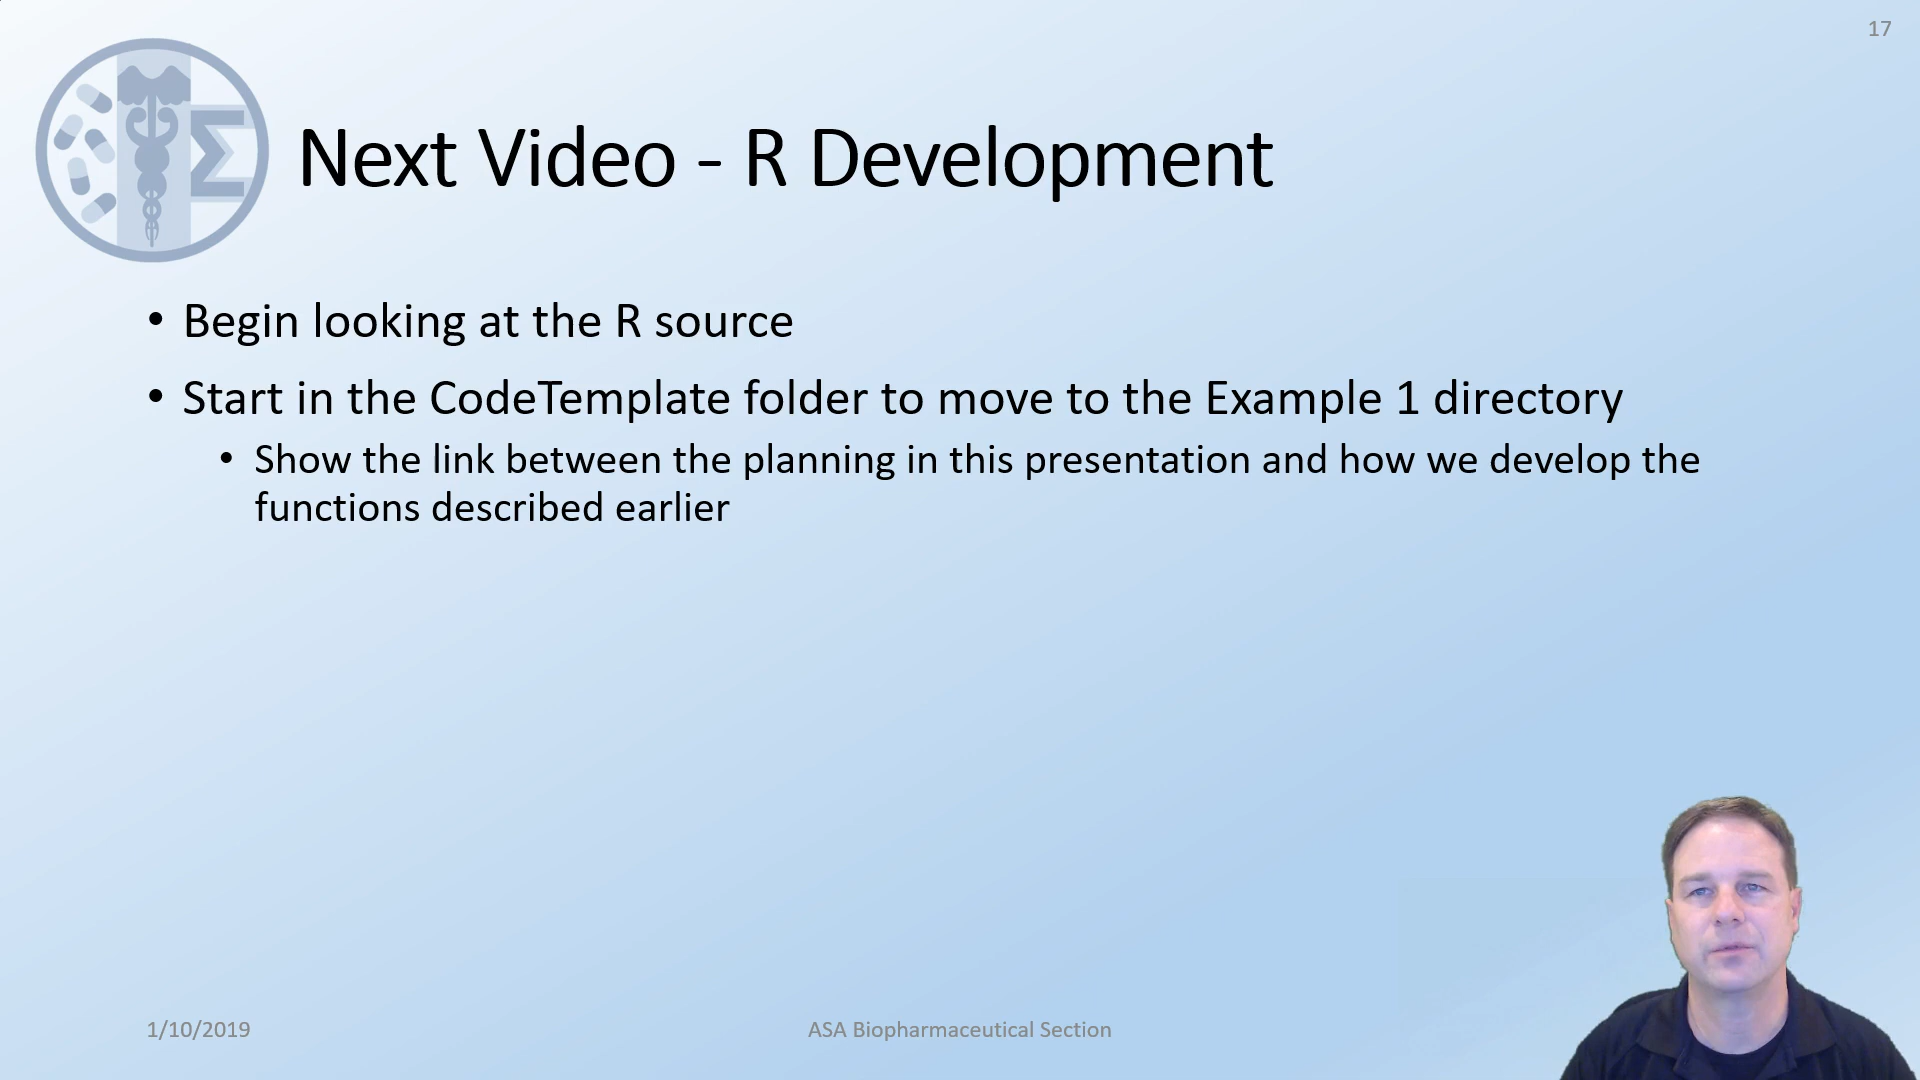 17
Next Video - R Development
• Begin looking at the R source
• Start in the CodeTemplate folder to move to the Example 1 directory
• Show the link between the planning in this presentation and how we develop the
functions described earlier
1/10/2019
ASA Biopharmaceutical Section